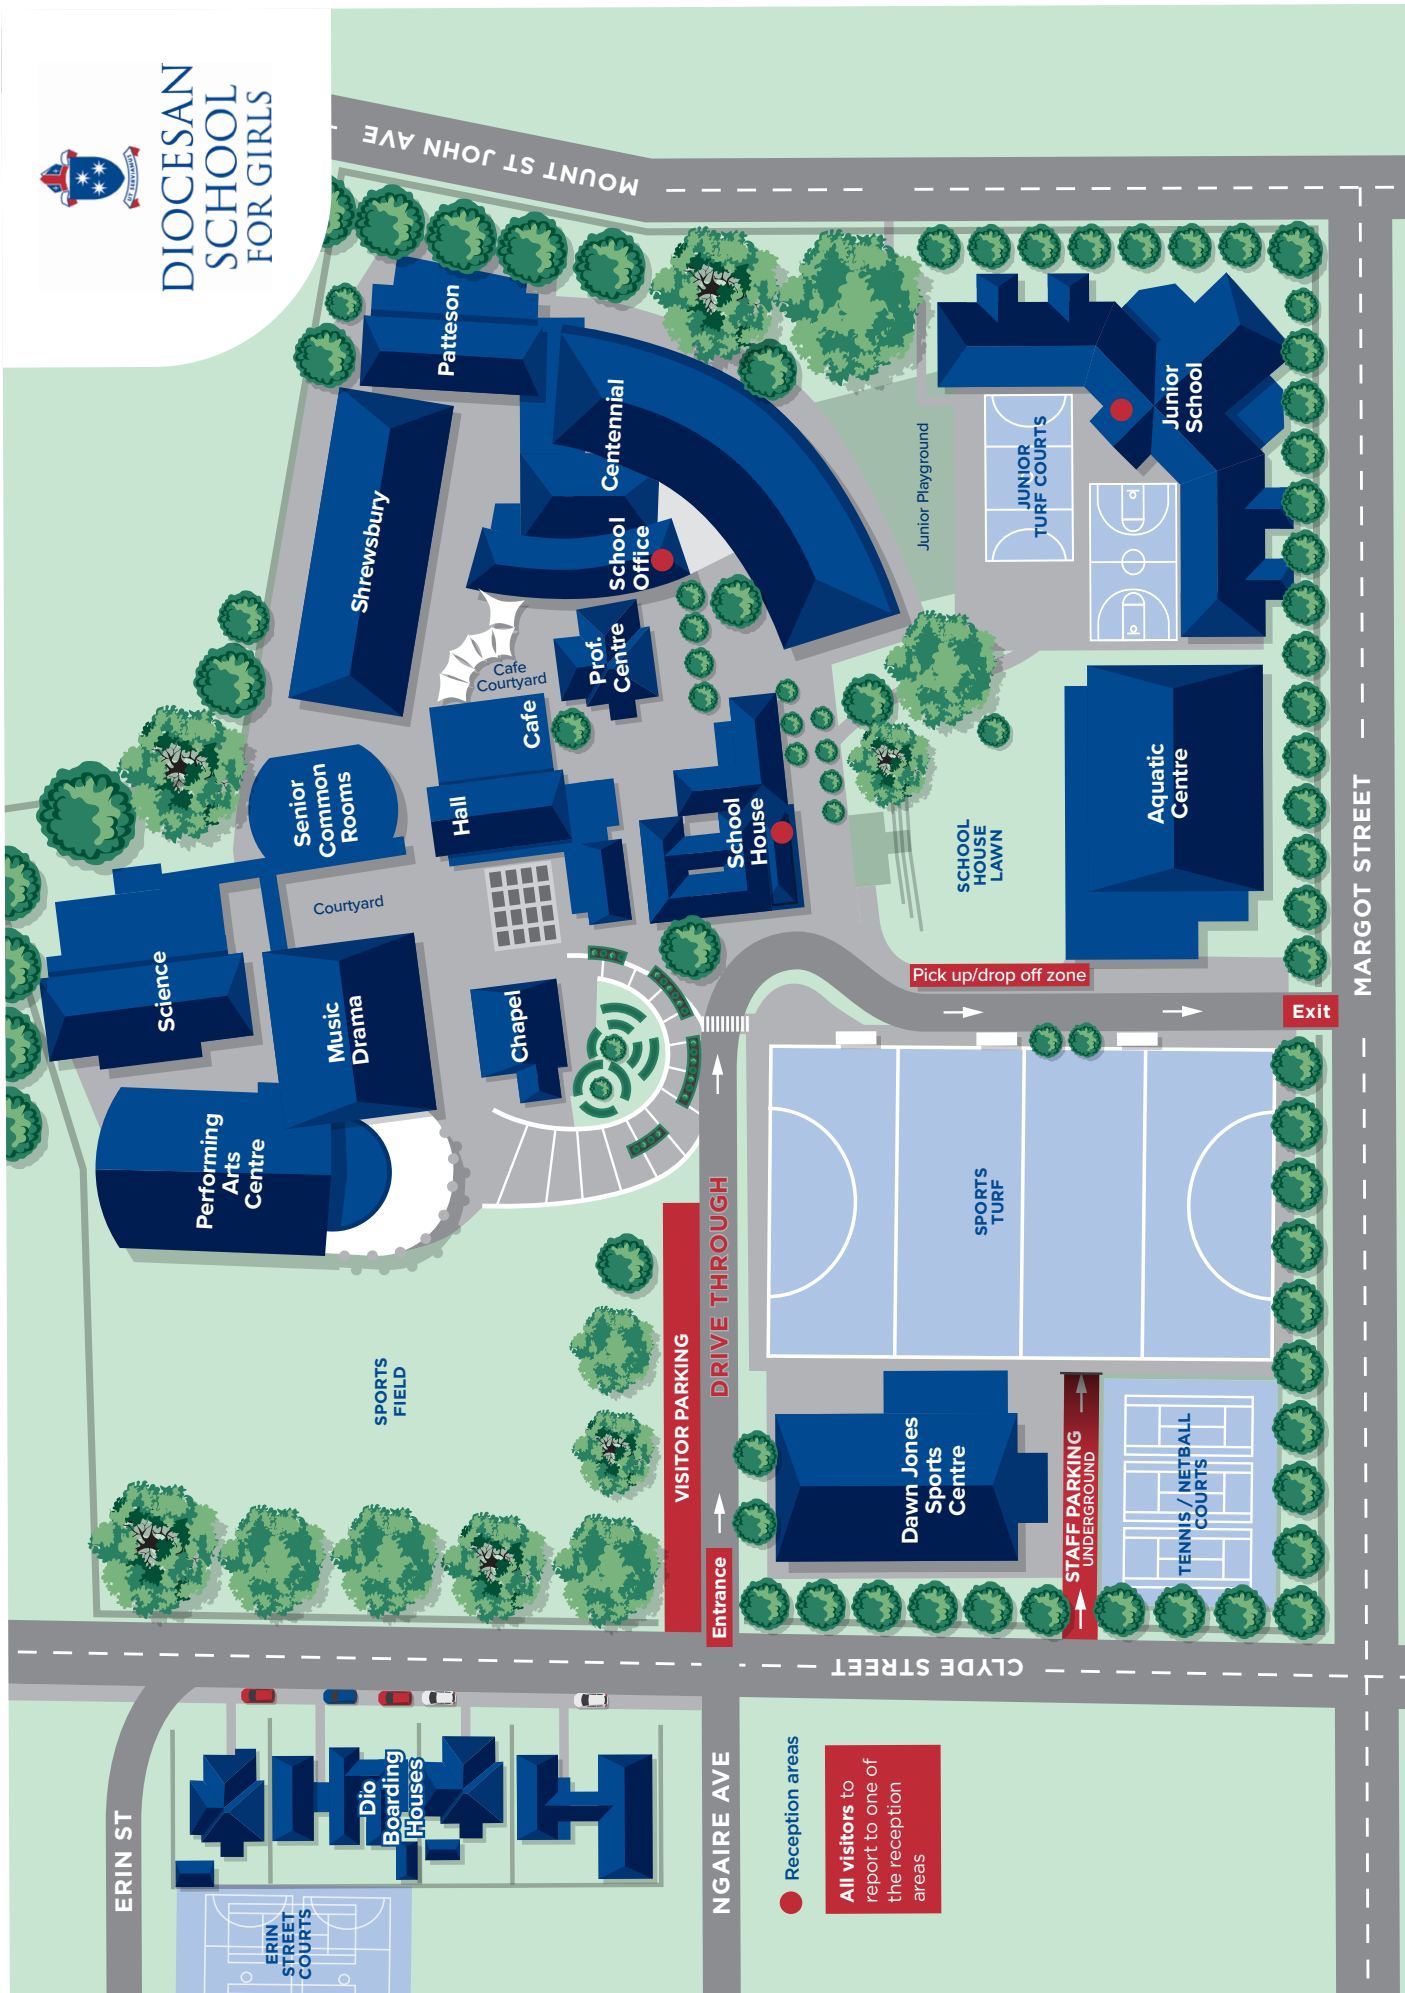 DIOCESAN
SCHOOL
FOR GIRLS
UT SERVIAMUS
MOUNT ST JOHN AVE
Patteson
Centennial
Shrewsbury
School
Office
Prof.
Centre
Cafe
Courtyard
Cafe
Hall
Senior
Common
Rooms
Courtyard
School
House
Junior Playground
JUNIOR
TURF COURTS
Junior
School
SCHOOL
HOUSE
LAWN
Aquatic
Centre
MARGOT STREET
Science
Music
Drama
Chapel
Performing
Arts
Centre
Pick up/drop off zone
Exit
SPORTS
TURF
SPORTS
FIELD
VISITOR PARKING
DRIVE THROUGH
Entrance
Dawn Jones
Sports
Centre
STAFF PARKING
UNDERGROUND
TENNIS / NETBALL
COURTS
CLYDE STREET
ERIN ST
Dio
Boarding
Houses
ERIN
STREET
COURTS
NGAIRE AVE
Reception areas
All visitors to
report to one of
the reception
areas